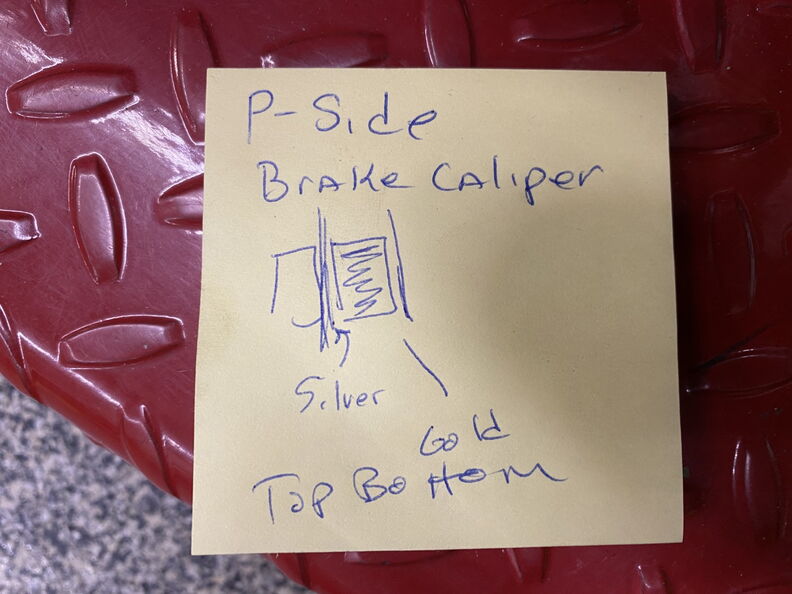 P-Side
Brake Caliper
Silver
Gold
Top Bottom